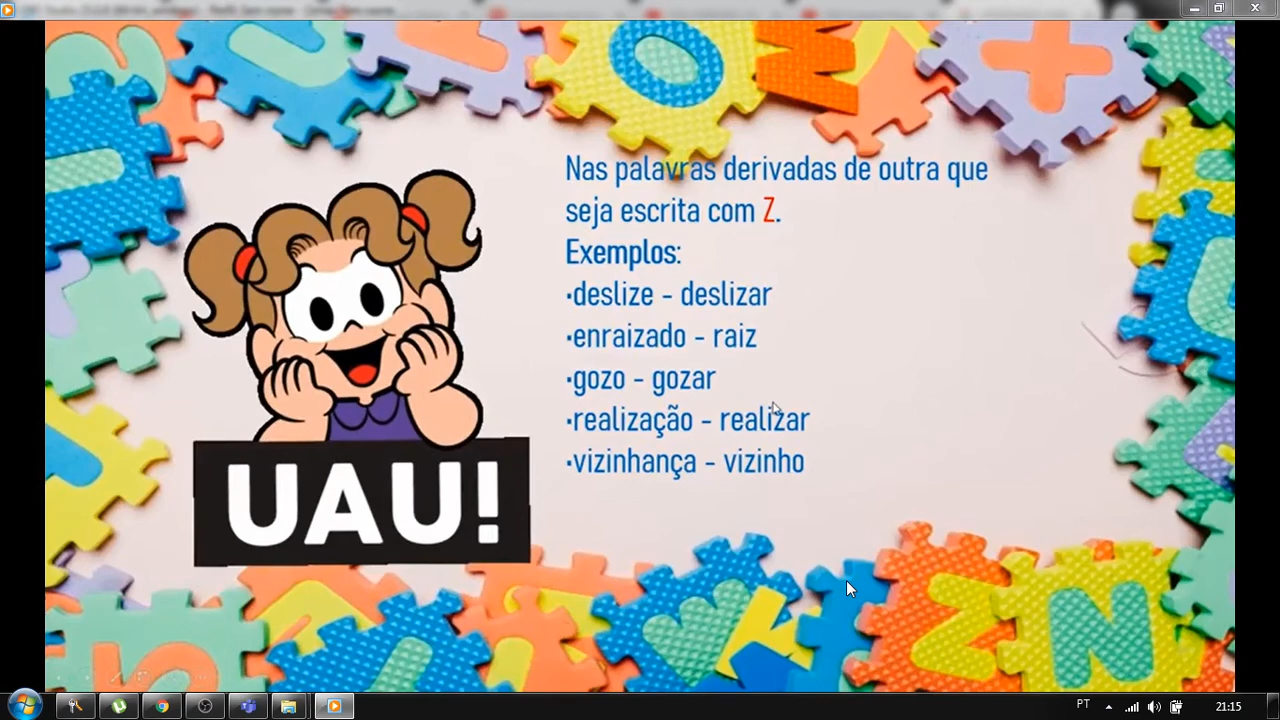 Nas palavras derivadas de outra que
seja escrita com Z.
Exemplos:
•deslize - deslizar
•enraizado - raiz
•gozo - gozar
•realização - realizar
•vizinhança - vizinho
UAU!
PT
21:15